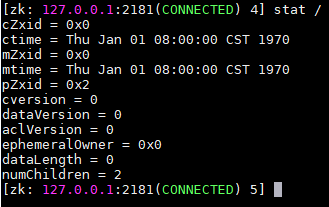 [zk: 127.0.0.1:2181(CONNECTED) 4] stat /
cZxid = 0x0
ctime = Thu Jan 01 08:00:00 CST 1970
mZxid = 0x0
mtime = Thu Jan 01 08:00:00 CST 1970
pZxid = 0x2
cversion = 0
dataVersion = 0
aclVersion = 0
ephemeralOwner = 0x0
dataLength = 0
numChildren = 2
[zk: 127.0.0.1:2181(CONNECTED) 5]